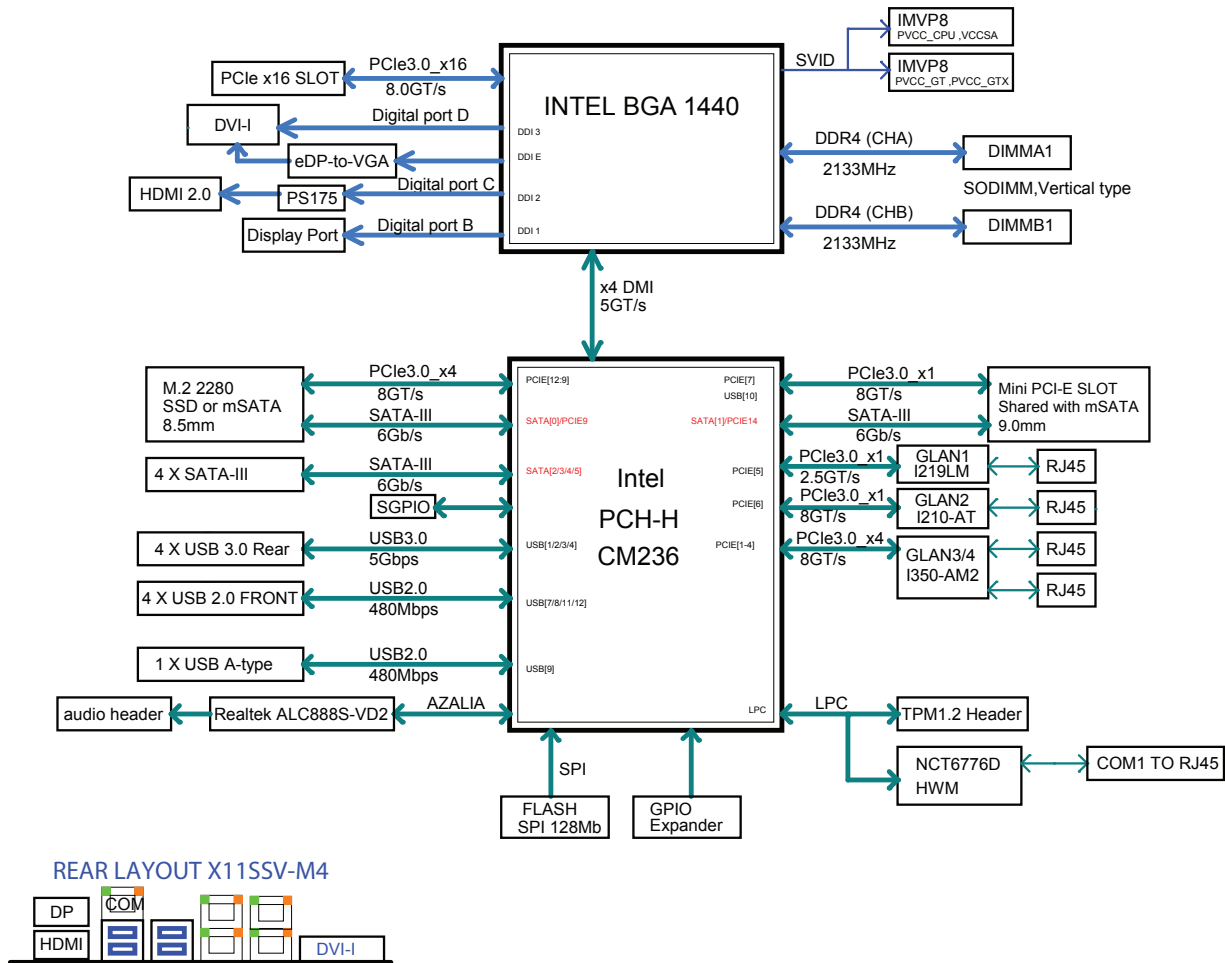 IMVP8
PVCC_CPU ,VCCSA
SVID
IMVP8
PVCC_GT ,PVCC_GTX
PCIe x16 SLOT
PCIe3.0_x16
8.0GT/s
INTEL BGA 1440
DVI-I
Digital port D
DDI 3
eDP-to-VGA
DDI E
HDMI 2.0
PS175
Digital port C
DDI 2
Display Port
Digital port B
DDI 1
DDR4 (CHA)
2133MHz
DIMMA1
SODIMM,Vertical type
DDR4 (CHB)
2133MHz
DIMMB1
x4 DMI
5GT/s
M.2 2280
SSD or mSATA
8.5mm
PCIe3.0_x4
8GT/s
SATA-III
6Gb/s
PCIE[12:9]
SATA[0]/PCIE9
4 X SATA-III
SATA-III
6Gb/s
SATA[2/3/4/5]
SGPIO
4 X USB 3.0 Rear
USB3.0
5Gbps
USB[1/2/3/4]
4 X USB 2.0 FRONT
USB2.0
480Mbps
USB[7/8/11/12]
1 X USB A-type
USB2.0
480Mbps
USB[9]
audio header
Realtek ALC888S-VD2
AZALIA
Intel
PCH-H
CM236
PCIE[7]
USB[10]
SATA[1]/PCIE14
PCIe3.0_x1
8GT/s
SATA-III
6Gb/s
Mini PCI-E SLOT
Shared with mSATA
9.0mm
PCIE[5]
PCIe3.0_x1
2.5GT/s
GLAN1
I219LM
RJ45
PCIE[6]
PCIe3.0_x1
8GT/s
GLAN2
I210-AT
RJ45
PCIE[1-4]
PCIe3.0_x4
8GT/s
GLAN3/4
I350-AM2
RJ45
RJ45
LPC
LPC
TPM1.2 Header
NCT6776D
HWM
COM1 TO RJ45
SPI
FLASH
SPI 128Mb
GPIO
Expander
REAR LAYOUT X11SSV-M4
DP
COM
HDMI
DVI-I